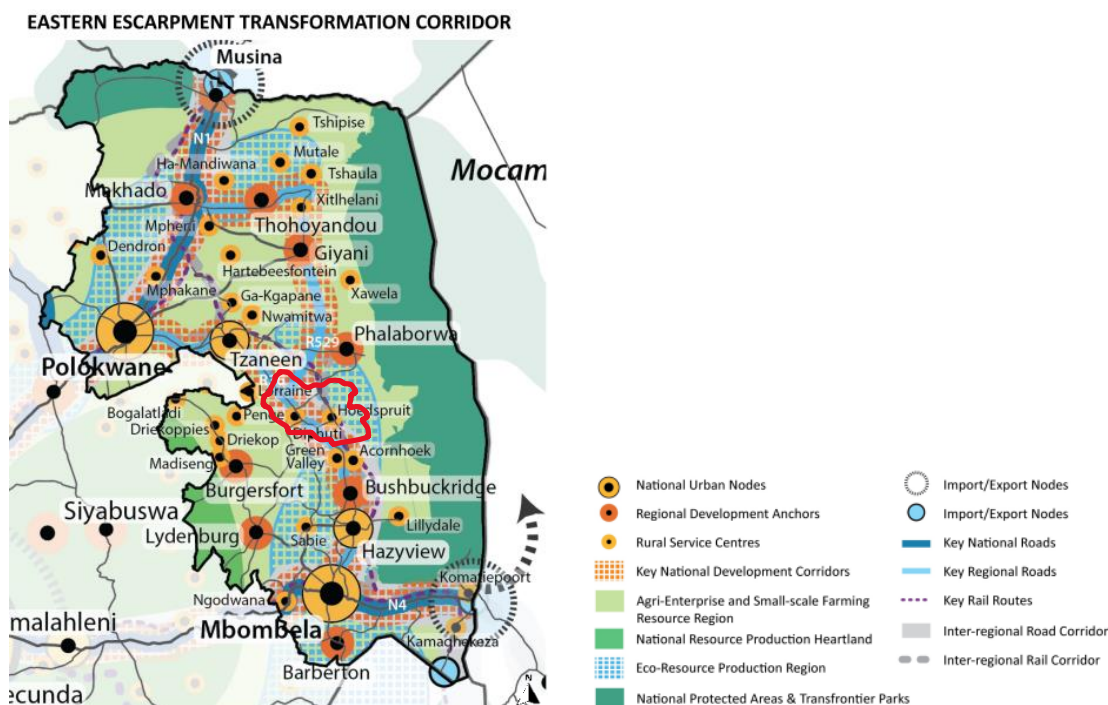 EASTERN ESCARPMENT TRANSFORMATION CORRIDOR
Musina
Tshipise
N1
Mutale
Ha-Mandiwana
Tshaula
Mocam
Makhado
Xitlhelani
Mpheni
Thohoyandou
Dendron
Giyani
Hartebeesfontein
Mphakane
Xawela
Ga-Kgapane
Nwamitwa
Phalaborwa
R529
Polokwane
Tzaneen
Lorraine
Bogalatladi
Penge
Hoedspruit
Driekoppies
Diphuti
Driekop
Green
Valley
Acornhoek
Madiseng
Burgersfort
Bushbuckridge
Siyabuswa
Lydenburg
Sabie
Lillydale
Hazyview
Komatiepoort
Ngodwana
N4
malahleni
Mbombela
Kamaghekeza
Barberton
ecunda
N
National Urban Nodes
Regional Development Anchors
Rural Service Centres
Key National Development Corridors
Agri-Enterprise and Small-scale Farming
Resource Region
National Resource Production Heartland
Eco-Resource Production Region
National Protected Areas & Transfrontier Parks
Import/Export Nodes
Import/Export Nodes
Key National Roads
Key Regional Roads
Key Rail Routes
Inter-regional Road Corridor
Inter-regional Rail Corridor